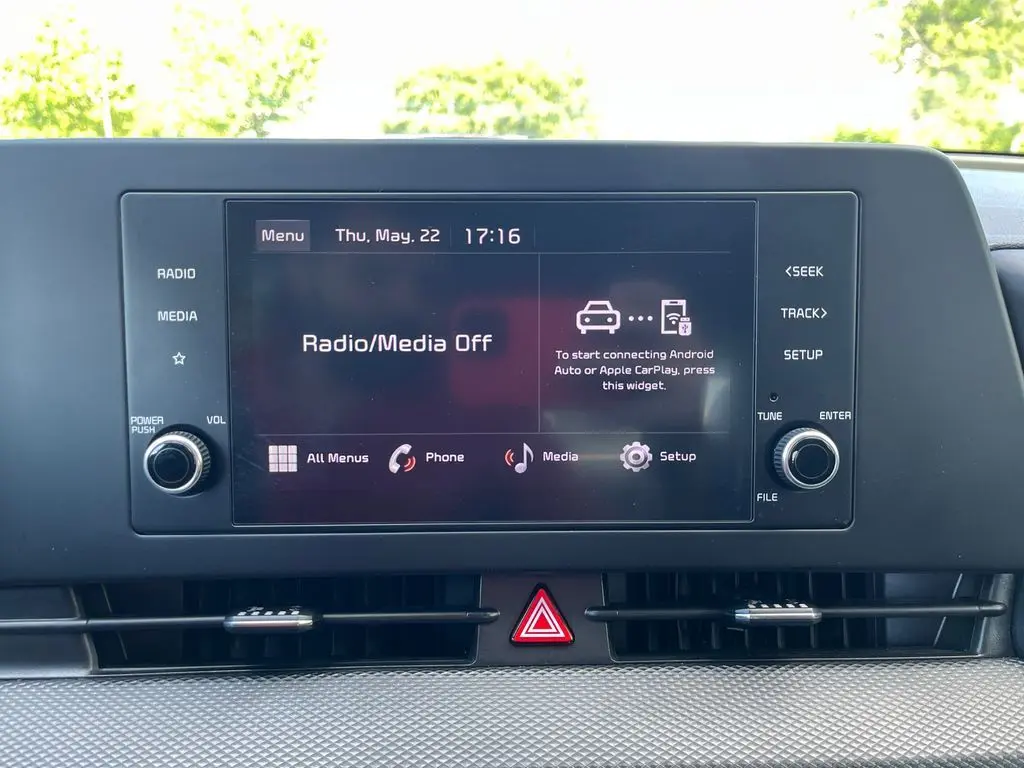 Menu Thu, May. 22 17:16
RADIO
MEDIA
POWER
PUSH
VOL
Radio/Media Off
To start connecting Android
Auto or Apple CarPlay, press
this widget.
All Menus Phone Media Setup
<SEEK
TRACK>
SETUP
TUNE
ENTER
FILE